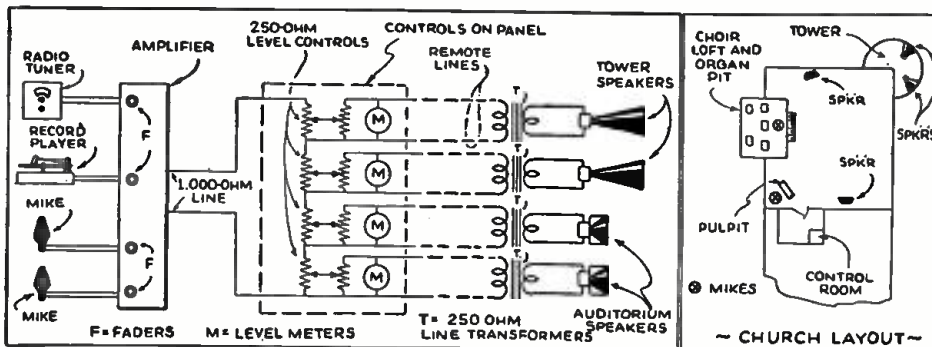 250-OHM
LEVEL CONTROLS
CONTROLS ON PANEL
AMPLIFIER
RADIO
TUNER
REMOTE
LINES
TOWER
SPEAKERS
RECORD
PLAYER
F
1,000-OHM
LINE
MIKE
F
MIKE
M
M
M
M
T
T
T
T
F=FADERS
M=LEVEL METERS
T= 250 OHM
LINE TRANSFORMERS
AUDITORIUM
SPEAKERS
CHOIR
LOFT AND
ORGAN
PIT
TOWER
SPKR
SPKRS
SPKR
PULPIT
CONTROL
ROOM
MIKES
~ CHURCH LAYOUT ~